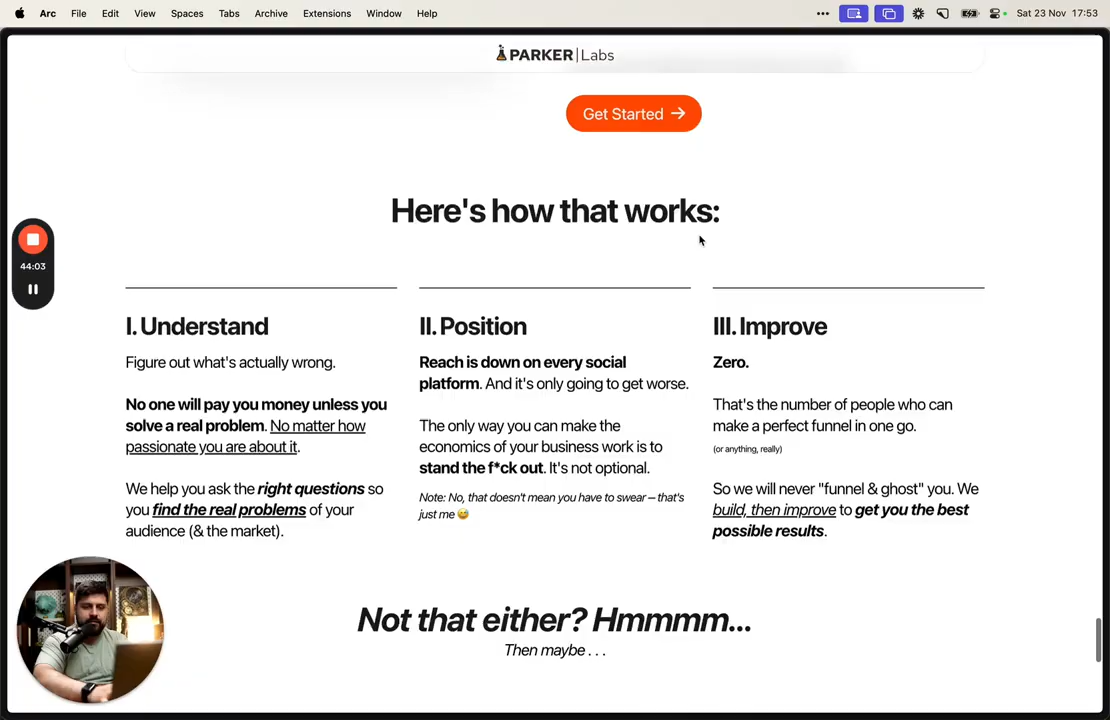 Arc File Edit View Spaces Tabs Archive Extensions Window Help Sat 23 Nov 17:53
PARKER|Labs
Get Started →
Here's how that works:
44:03
I. Understand
Figure out what's actually wrong.
No one will pay you money unless you
solve a real problem. No matter how
passionate you are about it.
We help you ask the right questions so
you find the real problems of your
audience (& the market).
II. Position
Reach is down on every social
platform. And it's only going to get worse.
The only way you can make the
economics of your business work is to
stand the f*ck out. It's not optional.
Note: No, that doesn't mean you have to swear – that's
just me 😅
III. Improve
Zero.
That's the number of people who can
make a perfect funnel in one go.
(or anything, really)
So we will never "funnel & ghost" you. We
build, then improve to get you the best
possible results.
Not that either? Hmmmm...
Then maybe . . .